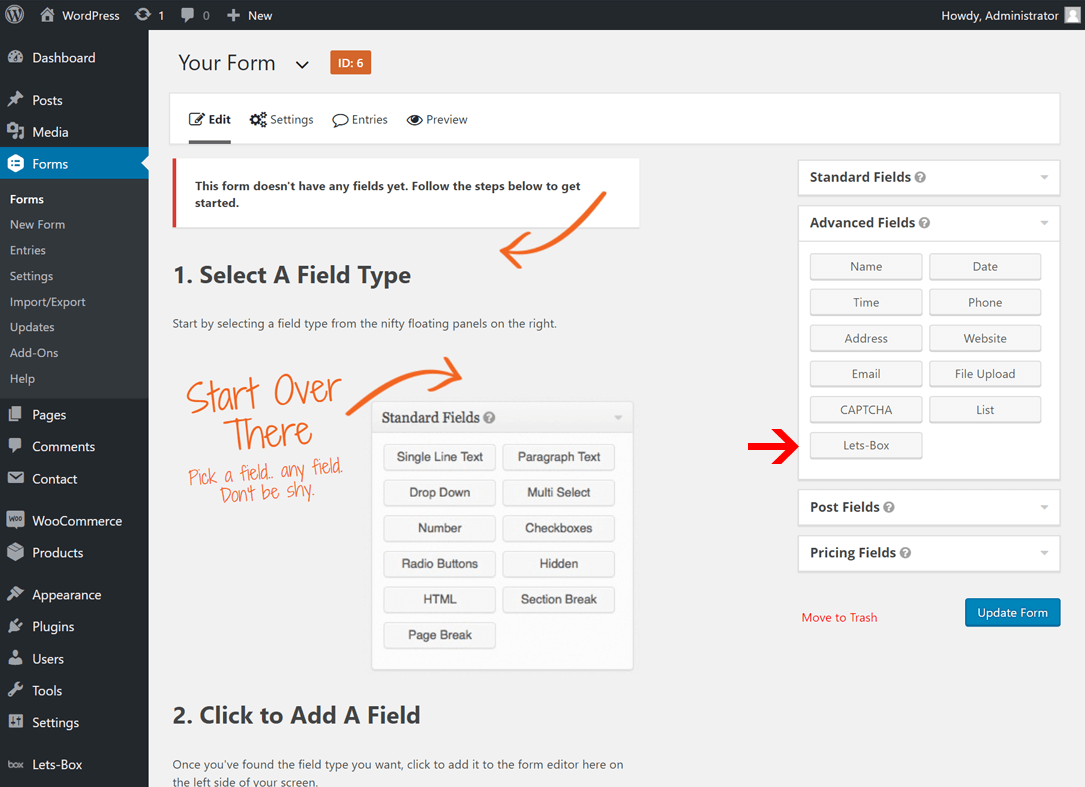 WordPress 1 0 New Howdy, Administrator
Dashboard
Posts
Media
Forms
Forms
New Form
Entries
Settings
Import/Export
Updates
Add-Ons
Help
Pages
Comments
Contact
WooCommerce
Products
Appearance
Plugins
Users
Tools
Settings
box Lets-Box
Your Form ID: 6
Edit Settings Entries Preview
This form doesn't have any fields yet. Follow the steps below to get
started.
1. Select A Field Type
Start by selecting a field type from the nifty floating panels on the right.
Start Over
There
Pick a field.. any field.
Don't be shy.
Standard Fields ?
Single Line Text Paragraph Text
Drop Down Multi Select
Number Checkboxes
Radio Buttons Hidden
HTML Section Break
Page Break
2. Click to Add A Field
Once you've found the field type you want, click to add it to the form editor here on
the left side of your screen.
Standard Fields ?
Advanced Fields ?
Name Date
Time Phone
Address Website
Email File Upload
CAPTCHA List
Lets-Box
Post Fields ?
Pricing Fields ?
Move to Trash Update Form